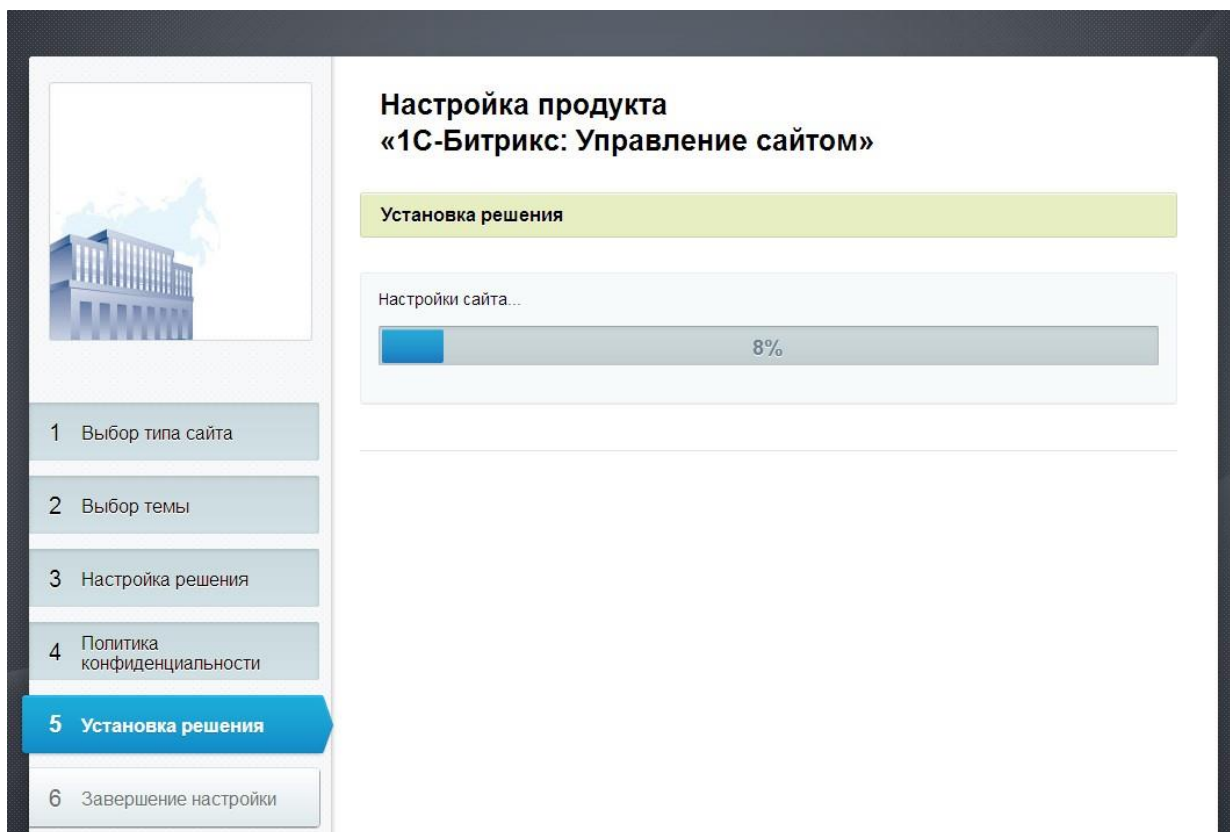 Настройка продукта
«1С-Битрикс: Управление сайтом»
Установка решения
Настройки сайта...
8%
1 Выбор типа сайта
2 Выбор темы
3 Настройка решения
4 Политика
конфиденциальности
5 Установка решения
6 Завершение настройки